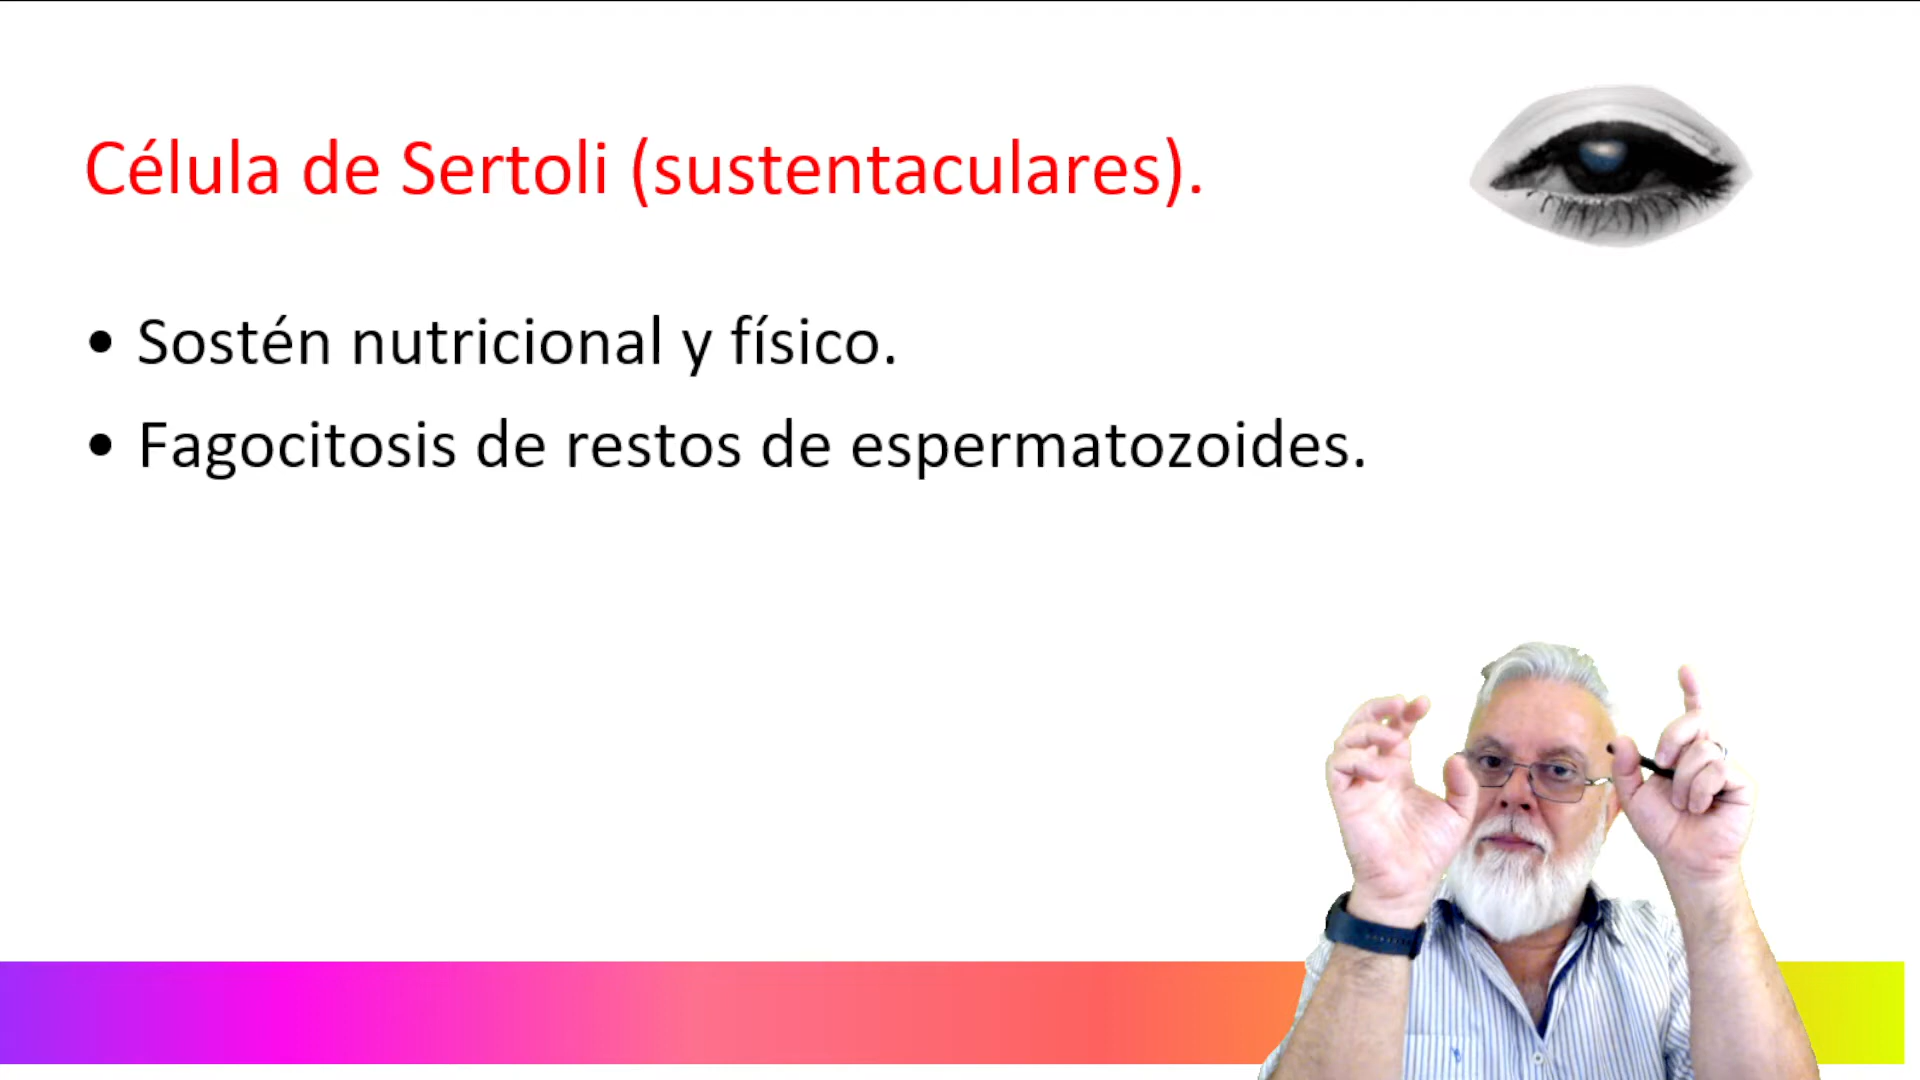 Célula de Sertoli (sustentaculares).
• Sostén nutricional y físico.
• Fagocitosis de restos de espermatozoides.